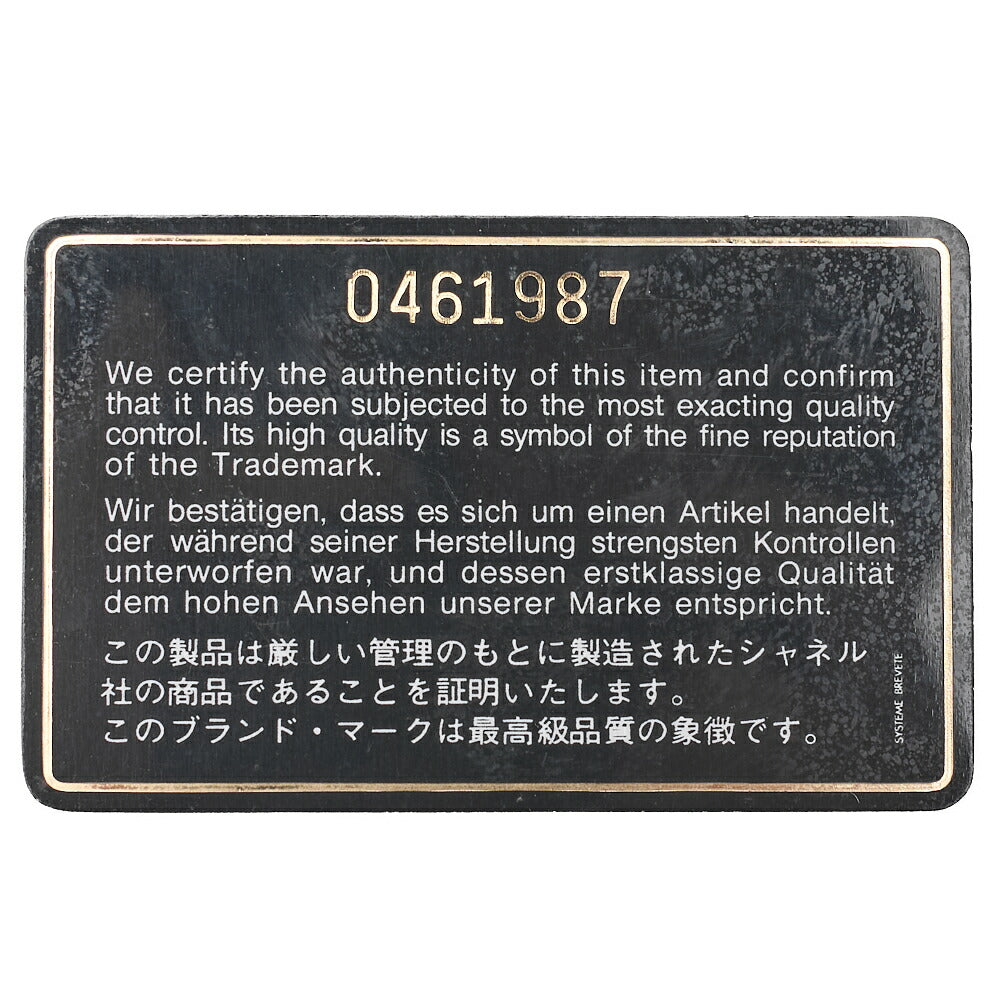 0461987
We certify the authenticity of this item and confirm
that it has been subjected to the most exacting quality
control. Its high quality is a symbol of the fine reputation
of the Trademark.
Wir bestätigen, dass es sich um einen Artikel handelt,
der während seiner Herstellung strengsten Kontrollen
unterworfen war, und dessen erstklassige Qualität
dem hohen Ansehen unserer Marke entspricht.
この製品は厳しい管理のもとに製造されたシャネル
社の商品であることを証明いたします。
このブランド・マークは最高級品質の象徴です。
SYSTEME BREVETE